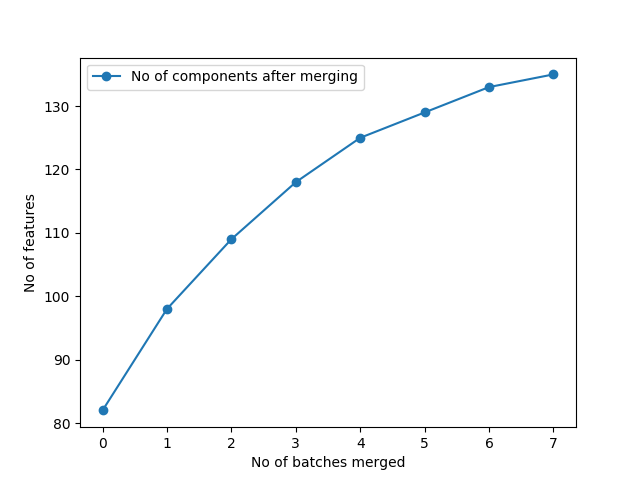 No of components after merging
No of features
130
120
110
100
90
80
0 1 2 3 4 5 6 7
No of batches merged